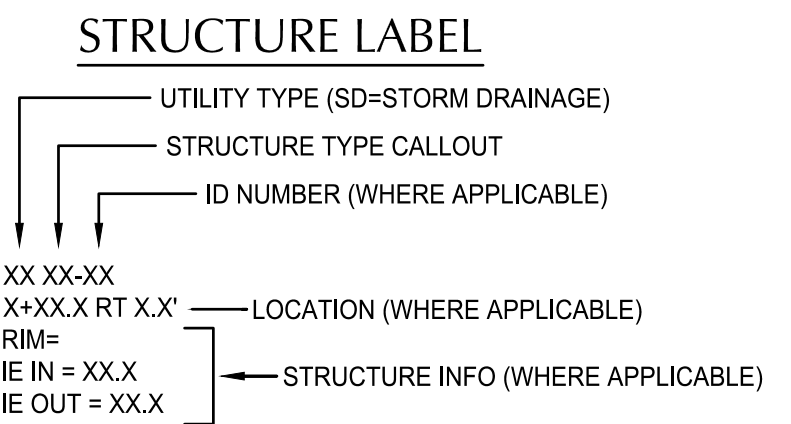 STRUCTURE LABEL
UTILITY TYPE (SD=STORM DRAINAGE)
STRUCTURE TYPE CALLOUT
ID NUMBER (WHERE APPLICABLE)
XX XX-XX
X+XX.X RT X.X' LOCATION (WHERE APPLICABLE)
RIM=
IE IN = XX.X
STRUCTURE INFO (WHERE APPLICABLE)
IE OUT = XX.X